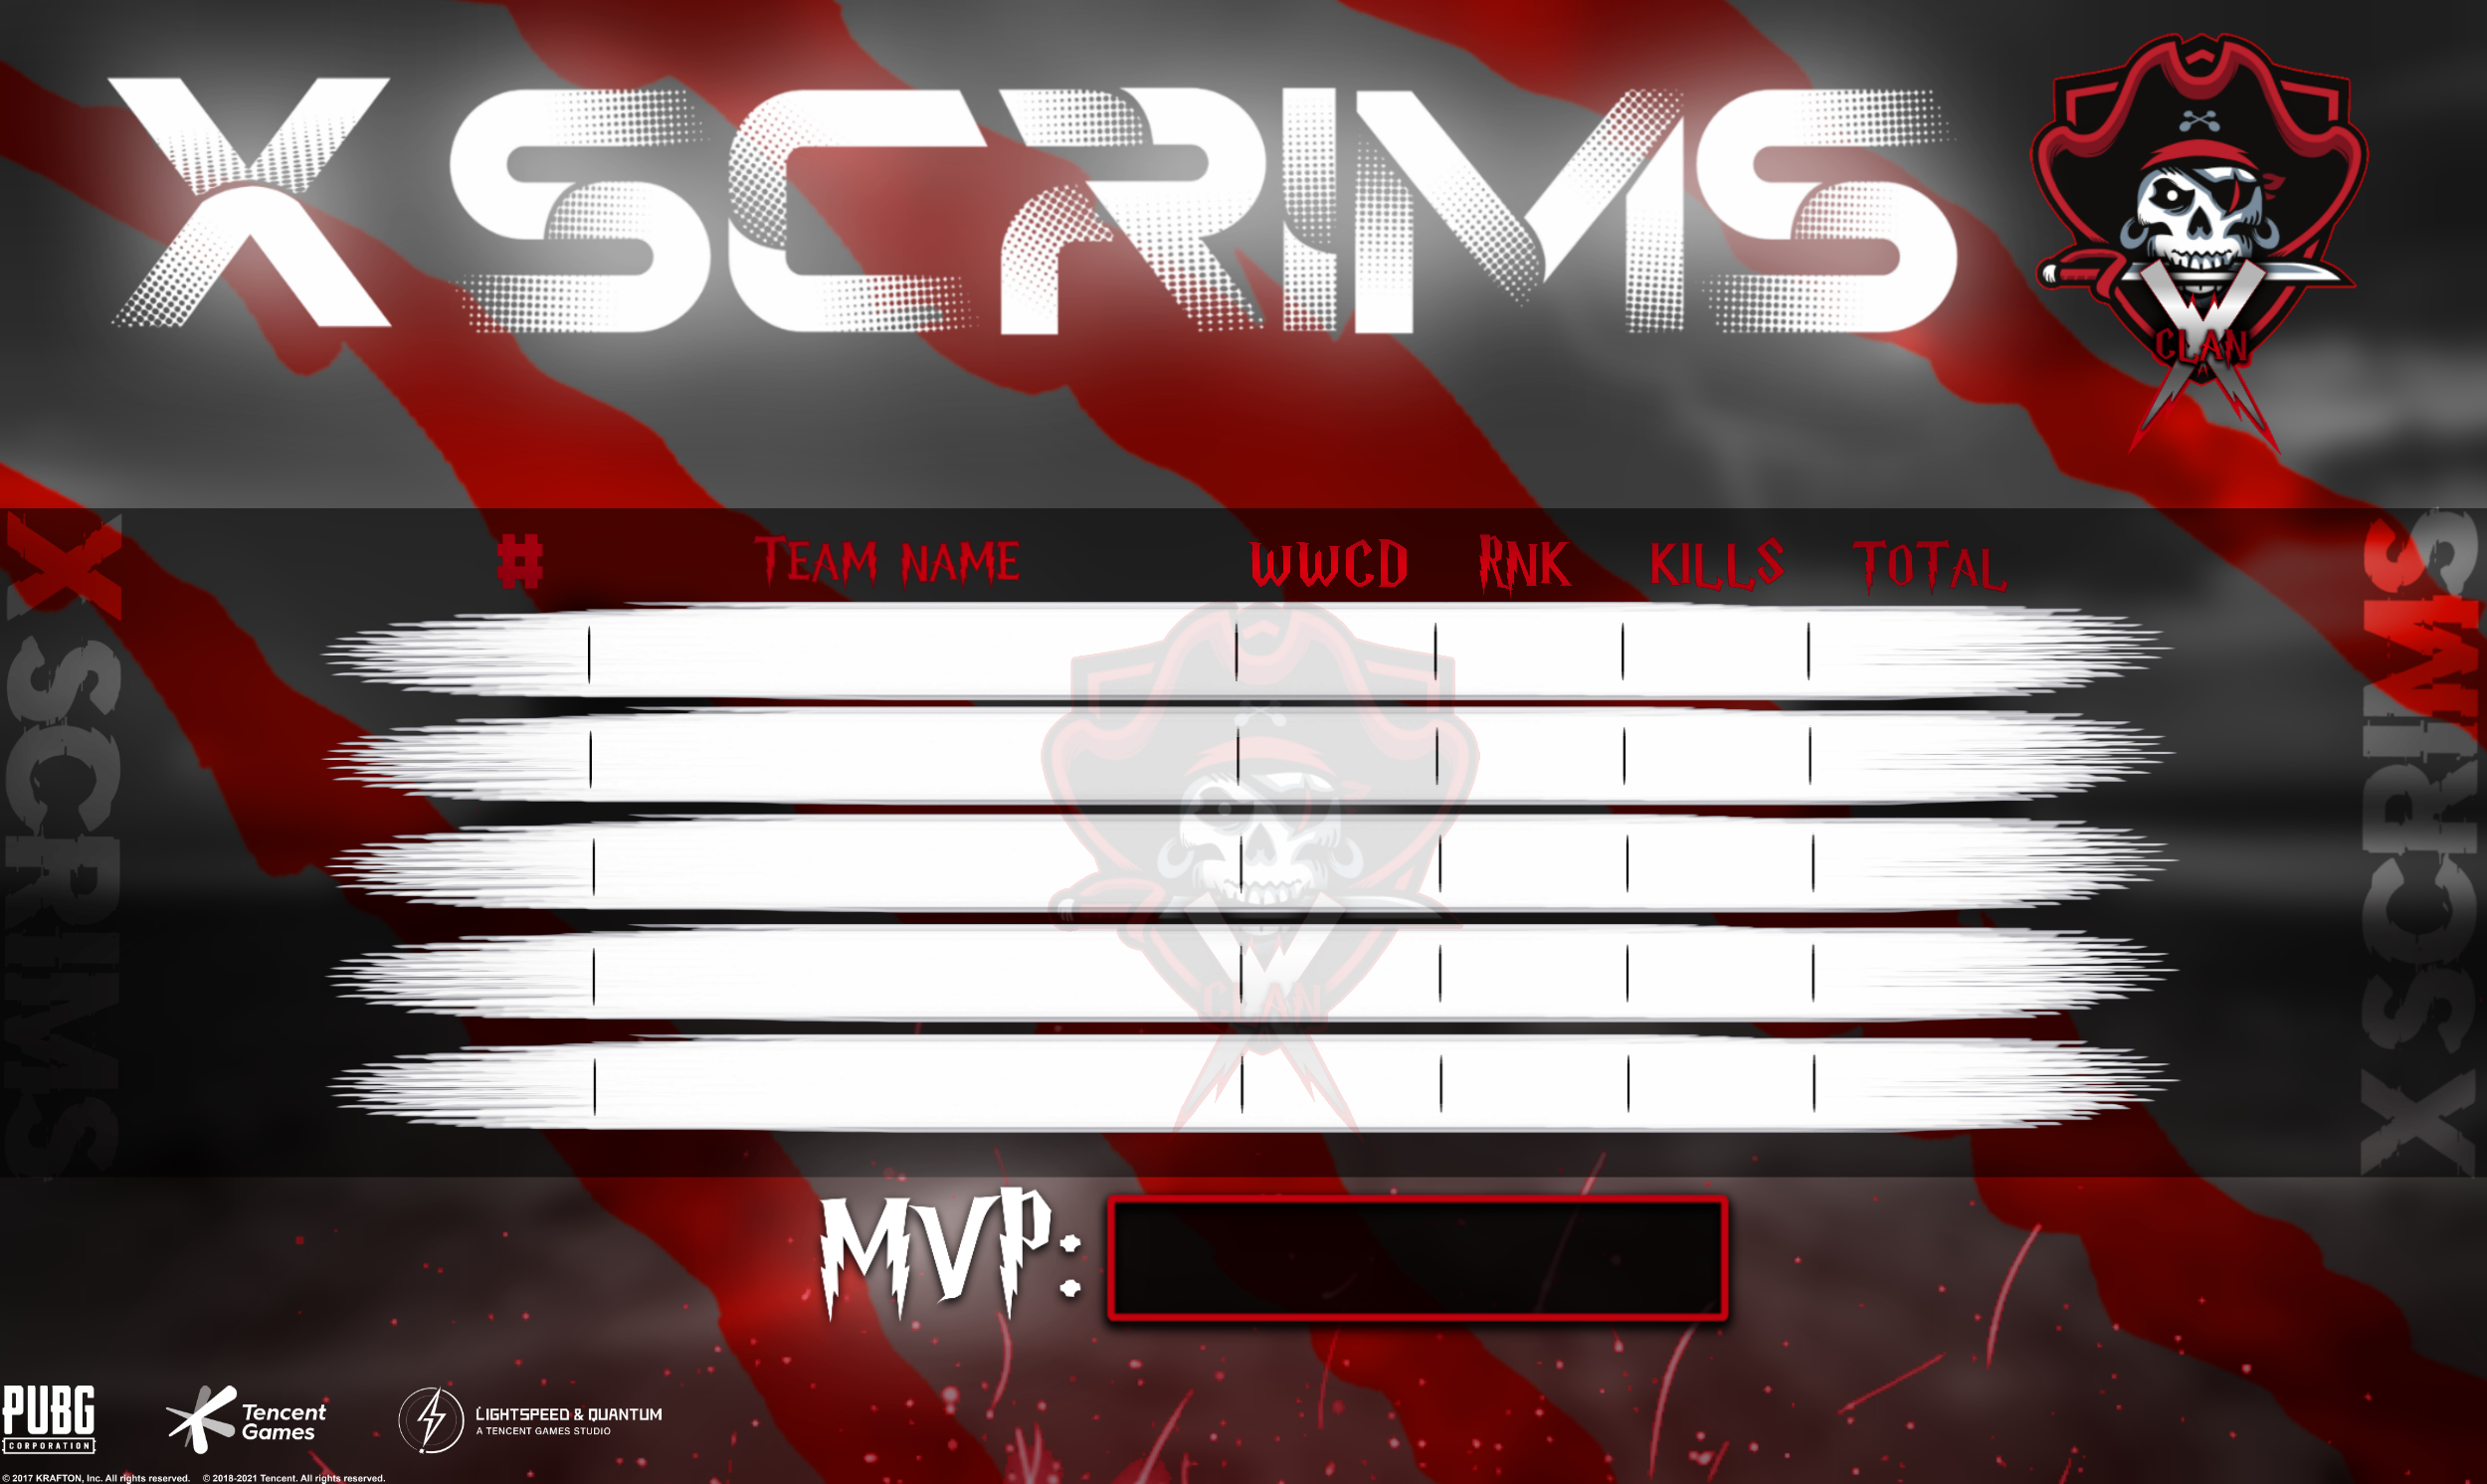 X SCRIMS
W
CLAN
# TEAM NAME WWCD RNK KILLS TOTAL
X SCRIMS
X SCRIMS
W
CLAN
MVP:
PUBG
CORPORATION
Tencent
Games
LIGHTSPEED & QUANTUM
A TENCENT GAMES STUDIO
© 2017 KRAFTON, Inc. All rights reserved. © 2018-2021 Tencent. All rights reserved.